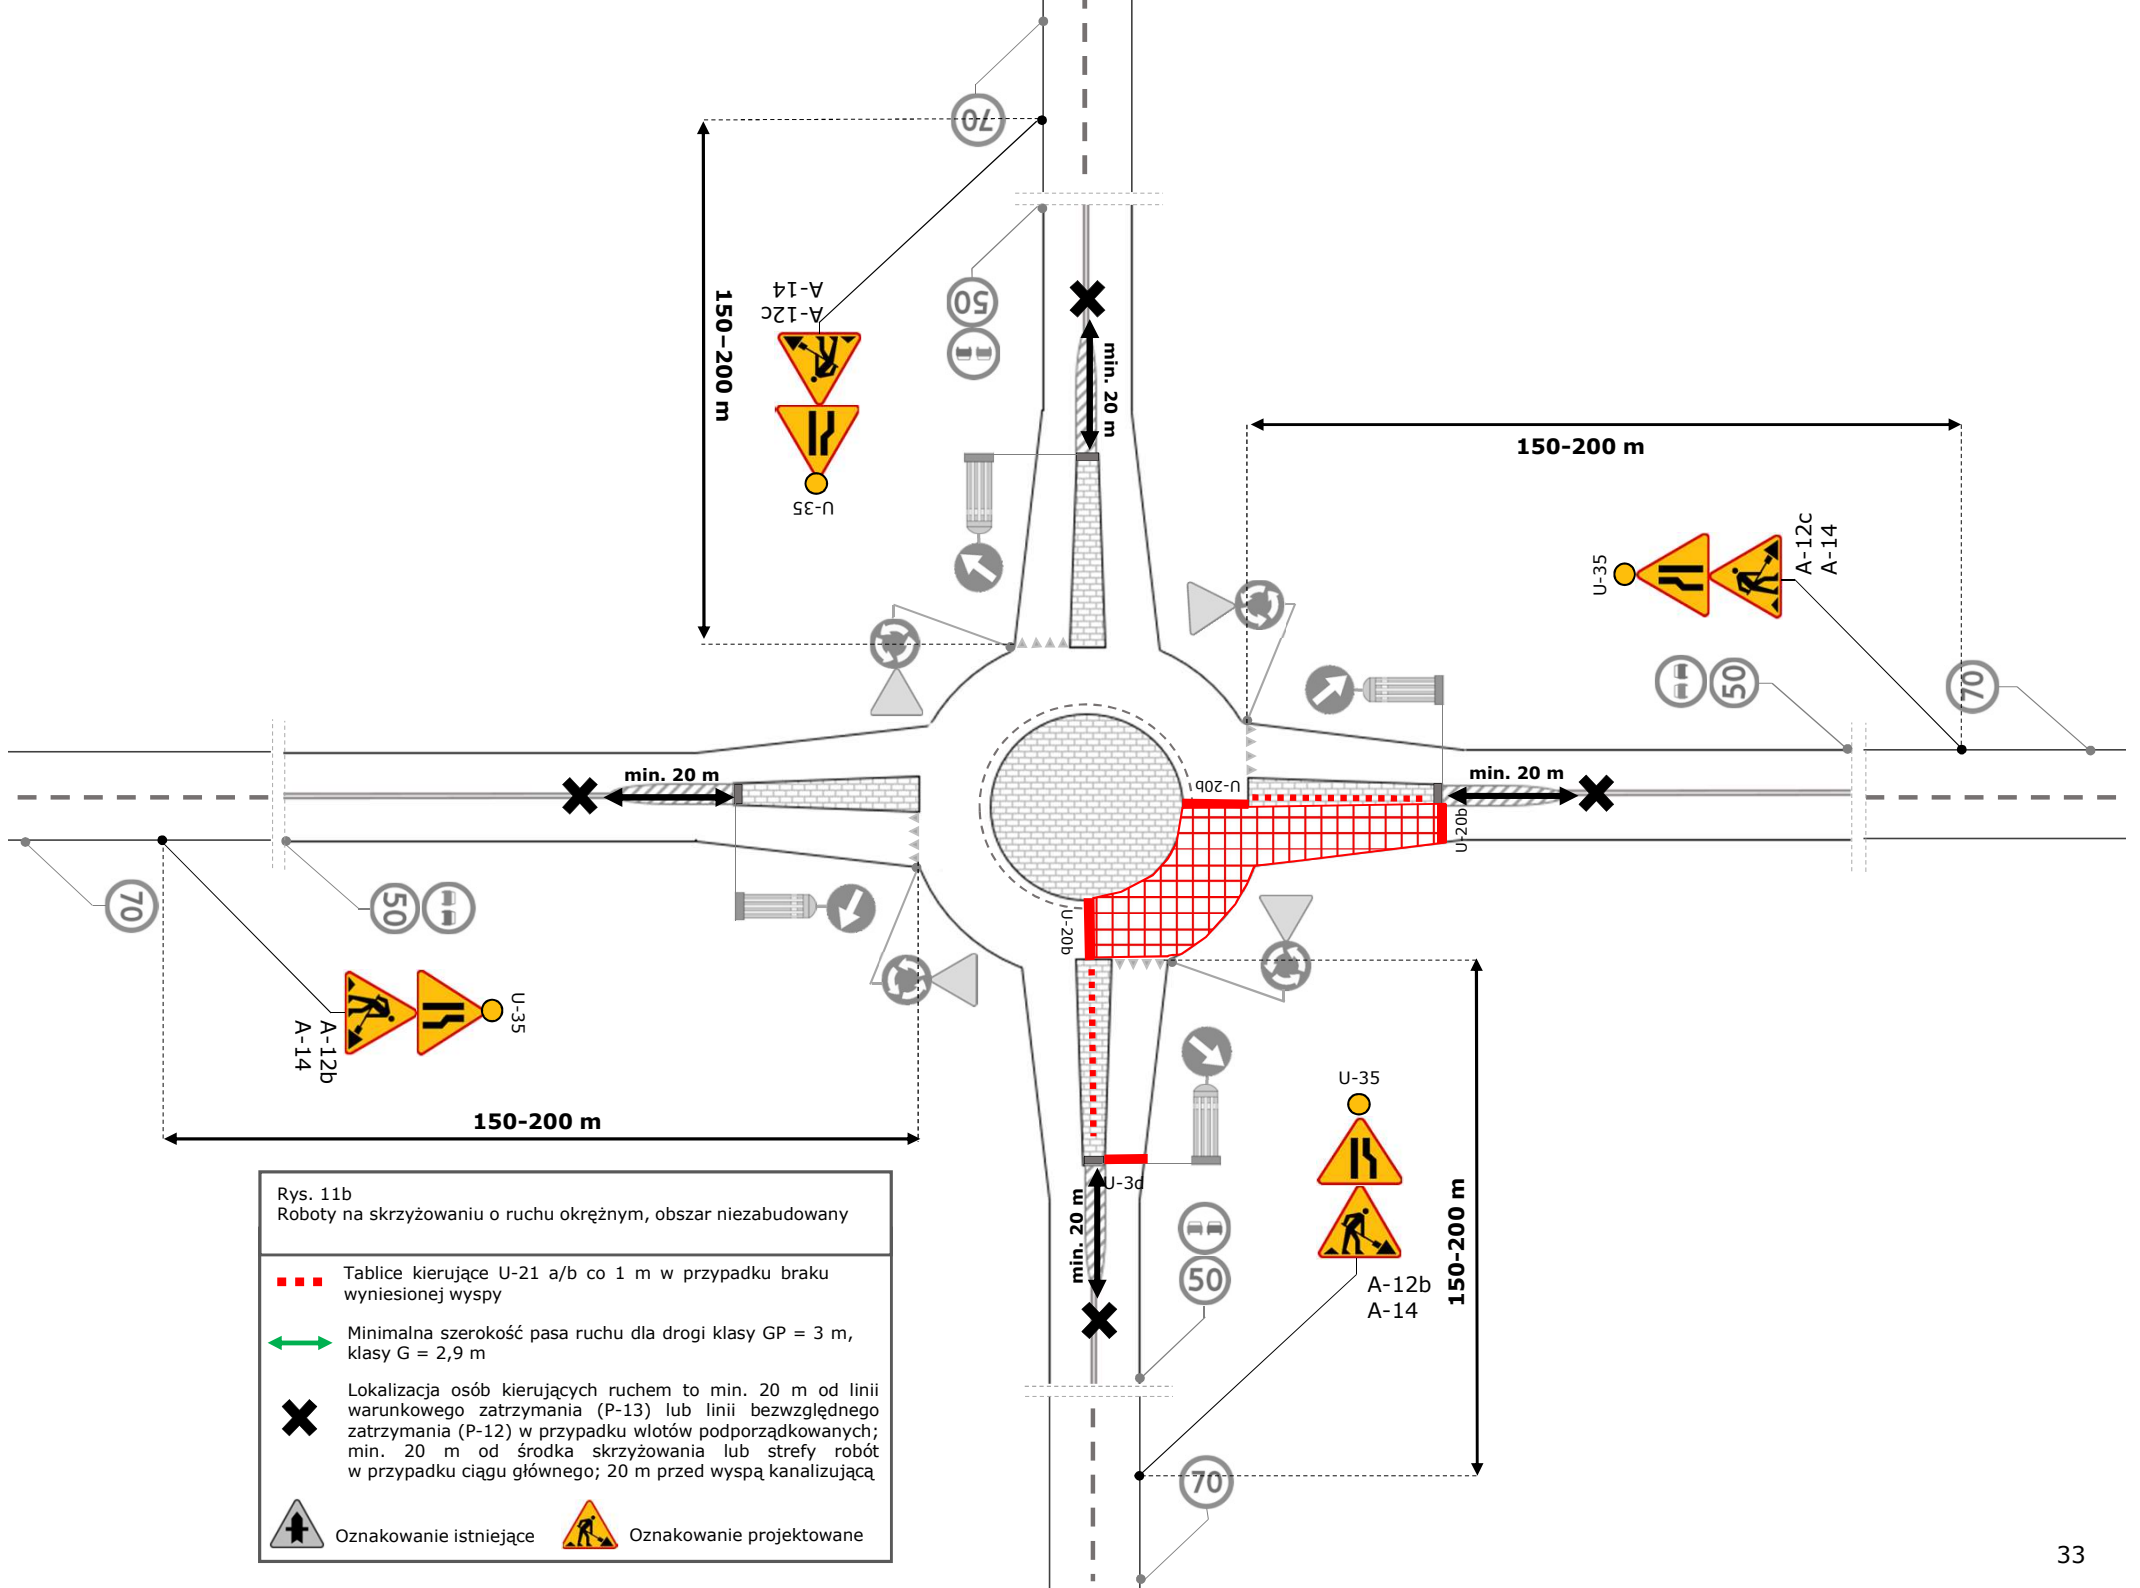 70
A-14
A-12c
50
150-200 m
min. 20 m
U-35
150-200 m
A-12c
A-14
U-35
50
70
min. 20 m
min. 20 m
U-20b
U-20b
70
50
U-20b
U-35
A-12b
A-14
150-200 m
U-35
U-3d
min. 20 m
50
A-12b
A-14
150-200 m
70
Rys. 11b
Roboty na skrzyżowaniu o ruchu okrężnym, obszar niezabudowany
Tablice kierujące U-21 a/b co 1 m w przypadku braku
wyniesionej wyspy
Minimalna szerokość pasa ruchu dla drogi klasy GP = 3 m,
klasy G = 2,9 m
Lokalizacja osób kierujących ruchem to min. 20 m od linii
warunkowego zatrzymania (P-13) lub linii bezwzględnego
zatrzymania (P-12) w przypadku wlotów podporządkowanych;
min. 20 m od środka skrzyżowania lub strefy robót
w przypadku ciągu głównego; 20 m przed wyspą kanalizującą
Oznakowanie istniejące
Oznakowanie projektowane
33